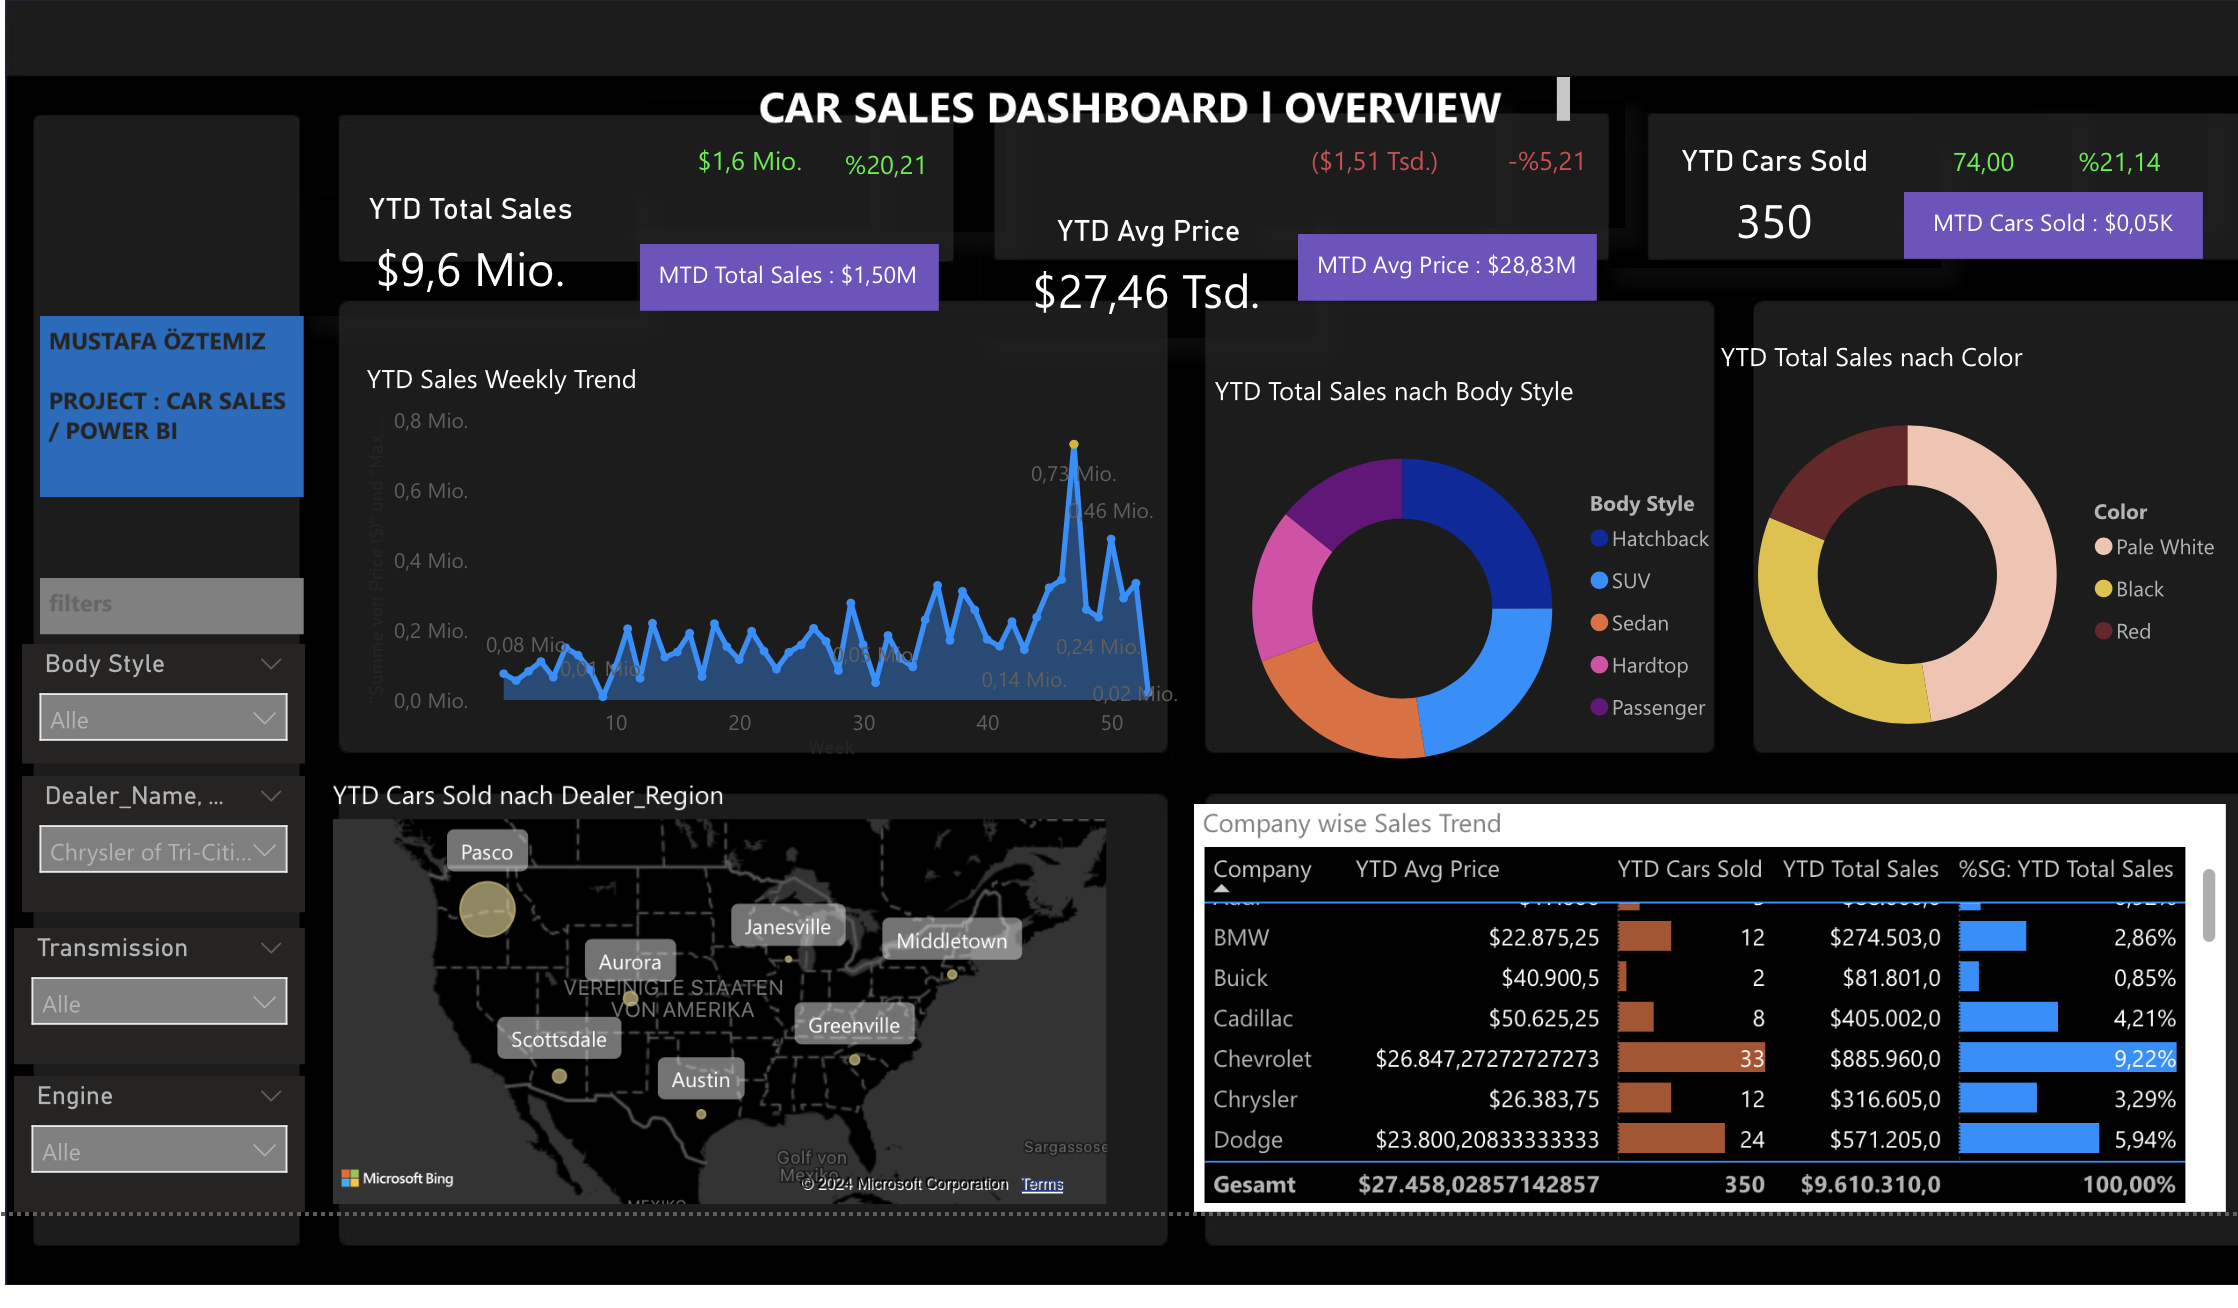 CAR SALES DASHBOARD | OVERVIEW
$1,6 Mio. %20,21
YTD Total Sales
$9,6 Mio.
MTD Total Sales : $1,50M
($1,51 Tsd.) -%5,21
YTD Avg Price
$27,46 Tsd.
MTD Avg Price : $28,83M
YTD Cars Sold 74,00 %21,14
350
MTD Cars Sold : $0,05K
MUSTAFA ÖZTEMIZ
PROJECT : CAR SALES
/ POWER BI
filters
Body Style
Alle
Dealer_Name, ...
Chrysler of Tri-Citi...
Transmission
Alle
Engine
Alle
YTD Sales Weekly Trend
"Summe von Price ($)" und "Max...
0,8 Mio.
0,6 Mio.
0,4 Mio.
0,2 Mio.
0,0 Mio.
0,08 Mio.
0,01 Mio.
0,05 Mio.
0,73 Mio.
0,46 Mio.
0,24 Mio.
0,14 Mio.
0,02 Mio.
10 20 30 40 50
Week
YTD Total Sales nach Body Style
Body Style
Hatchback
SUV
Sedan
Hardtop
Passenger
YTD Total Sales nach Color
Color
Pale White
Black
Red
YTD Cars Sold nach Dealer_Region
Pasco
Janesville
Middletown
Aurora
VEREINIGTE STAATEN
VON AMERIKA
Greenville
Scottsdale
Austin
Sargassose
Golf von
Mexiko
MEXIKO
Microsoft Bing
© 2024 Microsoft Corporation Terms
Company wise Sales Trend
Company YTD Avg Price YTD Cars Sold YTD Total Sales %SG: YTD Total Sales
BMW $22.875,25 12 $274.503,0 2,86%
Buick $40.900,5 2 $81.801,0 0,85%
Cadillac $50.625,25 8 $405.002,0 4,21%
Chevrolet $26.847,27272727273 33 $885.960,0 9,22%
Chrysler $26.383,75 12 $316.605,0 3,29%
Dodge $23.800,20833333333 24 $571.205,0 5,94%
Gesamt $27.458,02857142857 350 $9.610.310,0 100,00%